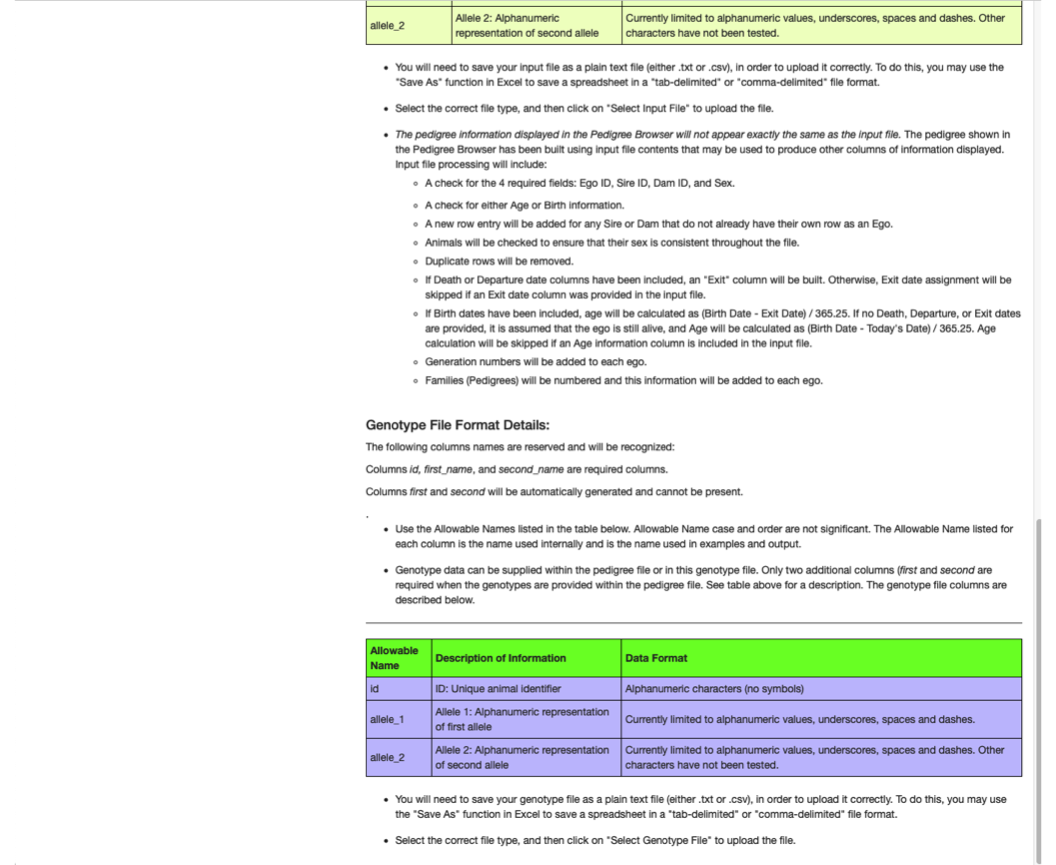 allele_2
Allele 2: Alphanumeric
representation of second allele
Currently limited to alphanumeric values, underscores, spaces and dashes. Other
characters have not been tested.
• You will need to save your input file as a plain text file (either .txt or .csv), in order to upload it correctly. To do this, you may use the
"Save As" function in Excel to save a spreadsheet in a "tab-delimited" or "comma-delimited" file format.
• Select the correct file type, and then click on "Select Input File" to upload the file.
• The pedigree information displayed in the Pedigree Browser will not appear exactly the same as the input file. The pedigree shown in
the Pedigree Browser has been built using input file contents that may be used to produce other columns of information displayed.
Input file processing will include:
◦ A check for the 4 required fields: Ego ID, Sire ID, Dam ID, and Sex.
◦ A check for either Age or Birth information.
◦ A new row entry will be added for any Sire or Dam that do not already have their own row as an Ego.
◦ Animals will be checked to ensure that their sex is consistent throughout the file.
◦ Duplicate rows will be removed.
◦ If Death or Departure date columns have been included, an "Exit" column will be built. Otherwise, Exit date assignment will be
skipped if an Exit date column was provided in the input file.
◦ If Birth dates have been included, age will be calculated as (Birth Date - Exit Date) / 365.25. If no Death, Departure, or Exit dates
are provided, it is assumed that the ego is still alive, and Age will be calculated as (Birth Date - Today's Date) / 365.25. Age
calculation will be skipped if an Age information column is included in the input file.
◦ Generation numbers will be added to each ego.
◦ Families (Pedigrees) will be numbered and this information will be added to each ego.
Genotype File Format Details:
The following columns names are reserved and will be recognized:
Columns id, first_name, and second_name are required columns.
Columns first and second will be automatically generated and cannot be present.
.
• Use the Allowable Names listed in the table below. Allowable Name case and order are not significant. The Allowable Name listed for
each column is the name used internally and is the name used in examples and output.
• Genotype data can be supplied within the pedigree file or in this genotype file. Only two additional columns (first and second are
required when the genotypes are provided within the pedigree file. See table above for a description. The genotype file columns are
described below.
Allowable
Name
Description of Information
Data Format
id
ID: Unique animal identifier
Alphanumeric characters (no symbols)
allele_1
Allele 1: Alphanumeric representation
of first allele
Currently limited to alphanumeric values, underscores, spaces and dashes.
allele_2
Allele 2: Alphanumeric representation
of second allele
Currently limited to alphanumeric values, underscores, spaces and dashes. Other
characters have not been tested.
• You will need to save your genotype file as a plain text file (either .txt or .csv), in order to upload it correctly. To do this, you may use
the "Save As" function in Excel to save a spreadsheet in a "tab-delimited" or "comma-delimited" file format.
• Select the correct file type, and then click on "Select Genotype File" to upload the file.